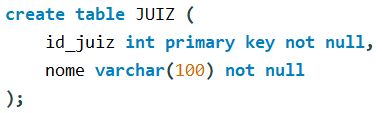 create table JUIZ (
    id_juiz int primary key not null,
    nome varchar(100) not null
);